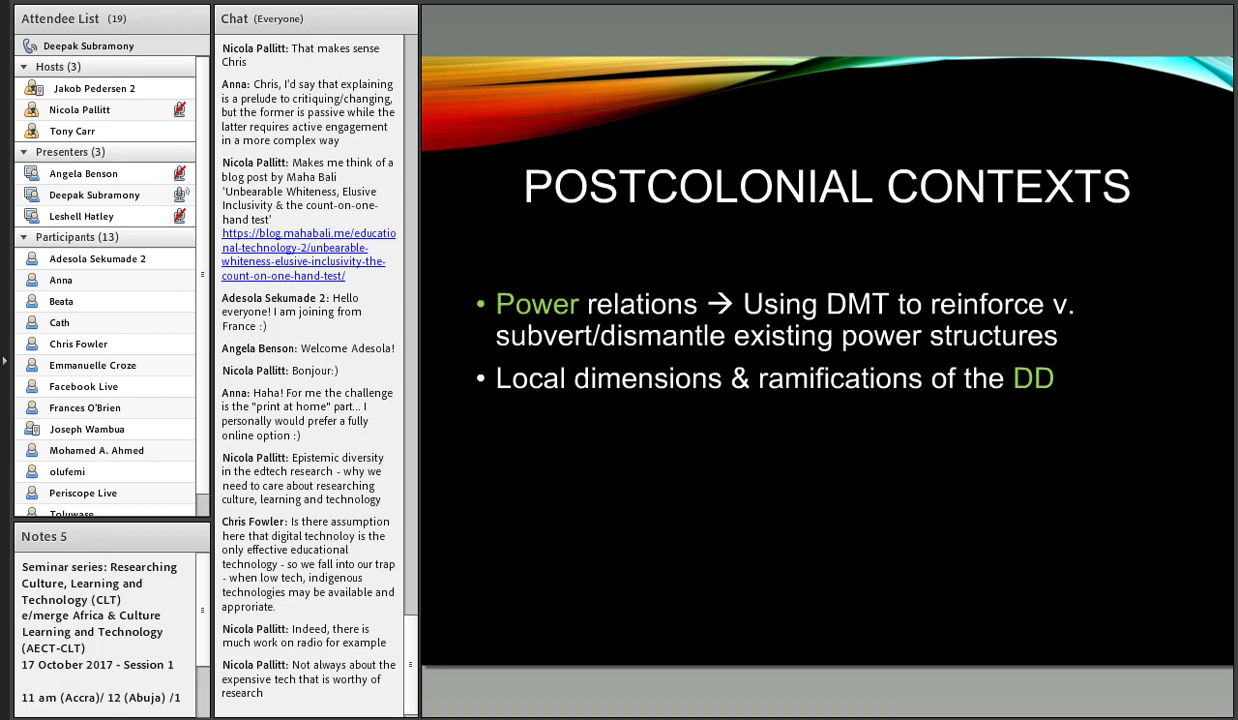 Attendee List (19)
Deepak Subramony
Hosts (3)
Jakob Pedersen 2
Nicola Pallitt
Tony Carr
Presenters (3)
Angela Benson
Deepak Subramony
Leshell Hatley
Participants (13)
Adesola Sekumade 2
Anna
Beata
Cath
Chris Fowler
Emmanuelle Croze
Facebook Live
Frances O'Brien
Joseph Wambua
Mohamed A. Ahmed
olufemi
Periscope Live
Toluwase
Notes 5
Seminar series: Researching
Culture, Learning and
Technology (CLT)
e/merge Africa & Culture
Learning and Technology
(AECT-CLT)
17 October 2017 - Session 1
11 am (Accra)/ 12 (Abuja) /1
Chat (Everyone)
Nicola Pallitt: That makes sense
Chris
Anna: Chris, I'd say that explaining
is a prelude to critiquing/changing,
but the former is passive while the
latter requires active engagement
in a more complex way
Nicola Pallitt: Makes me think of a
blog post by Maha Bali
'Unbearable Whiteness, Elusive
Inclusivity & the count-on-one-
hand test'
https://blog.mahabali.me/educatio
nal-technology-2/unbearable-
whiteness-elusive-inclusivity-the-
count-on-one-hand-test/
Adesola Sekumade 2: Hello
everyone! I am joining from
France :)
Angela Benson: Welcome Adesola!
Nicola Pallitt: Bonjour:)
Anna: Haha! For me the challenge
is the "print at home" part... I
personally would prefer a fully
online option :)
Nicola Pallitt: Epistemic diversity
in the edtech research - why we
need to care about researching
culture, learning and technology
Chris Fowler: Is there assumption
here that digital technoloy is the
only effective educational
technology - so we fall into our trap
- when low tech, indigenous
technologies may be available and
approriate.
Nicola Pallitt: Indeed, there is
much work on radio for example
Nicola Pallitt: Not always about the
expensive tech that is worthy of
research
POSTCOLONIAL CONTEXTS
• Power relations → Using DMT to reinforce v.
subvert/dismantle existing power structures
• Local dimensions & ramifications of the DD